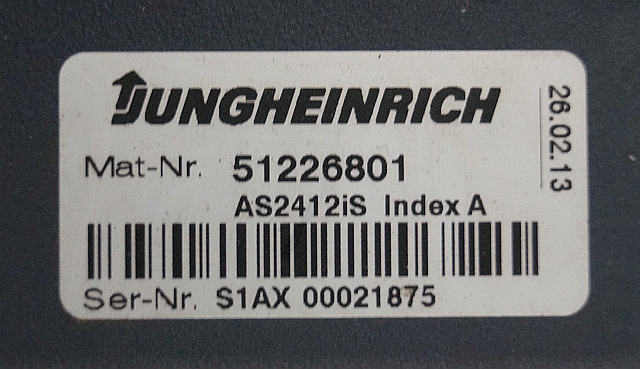 JUNGHEINRICH
26.02.13
Mat-Nr. 51226801
AS2412iS Index A
Ser-Nr. S1AX 00021875